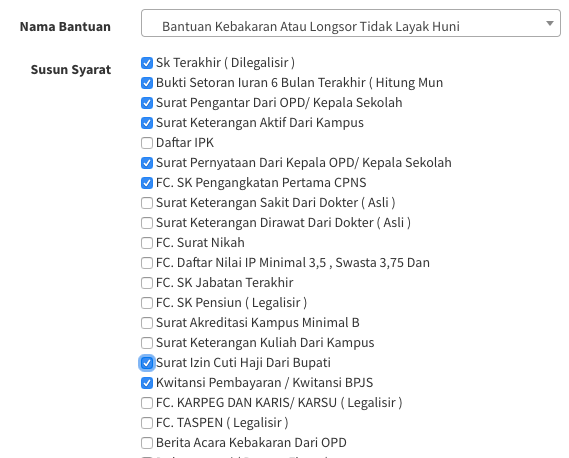 Nama Bantuan
Bantuan Kebakaran Atau Longsor Tidak Layak Huni
Susun Syarat
Sk Terakhir ( Dilegalisir )
Bukti Setoran Iuran 6 Bulan Terakhir ( Hitung Mun
Surat Pengantar Dari OPD/ Kepala Sekolah
Surat Keterangan Aktif Dari Kampus
Daftar IPK
Surat Pernyataan Dari Kepala OPD/ Kepala Sekolah
FC. SK Pengangkatan Pertama CPNS
Surat Keterangan Sakit Dari Dokter ( Asli )
Surat Keterangan Dirawat Dari Dokter ( Asli )
FC. Surat Nikah
FC. Daftar Nilai IP Minimal 3,5 , Swasta 3,75 Dan
FC. SK Jabatan Terakhir
FC. SK Pensiun ( Legalisir )
Surat Akreditasi Kampus Minimal B
Surat Keterangan Kuliah Dari Kampus
Surat Izin Cuti Haji Dari Bupati
Kwitansi Pembayaran / Kwitansi BPJS
FC. KARPEG DAN KARIS/ KARSU ( Legalisir )
FC. TASPEN ( Legalisir )
Berita Acara Kebakaran Dari OPD